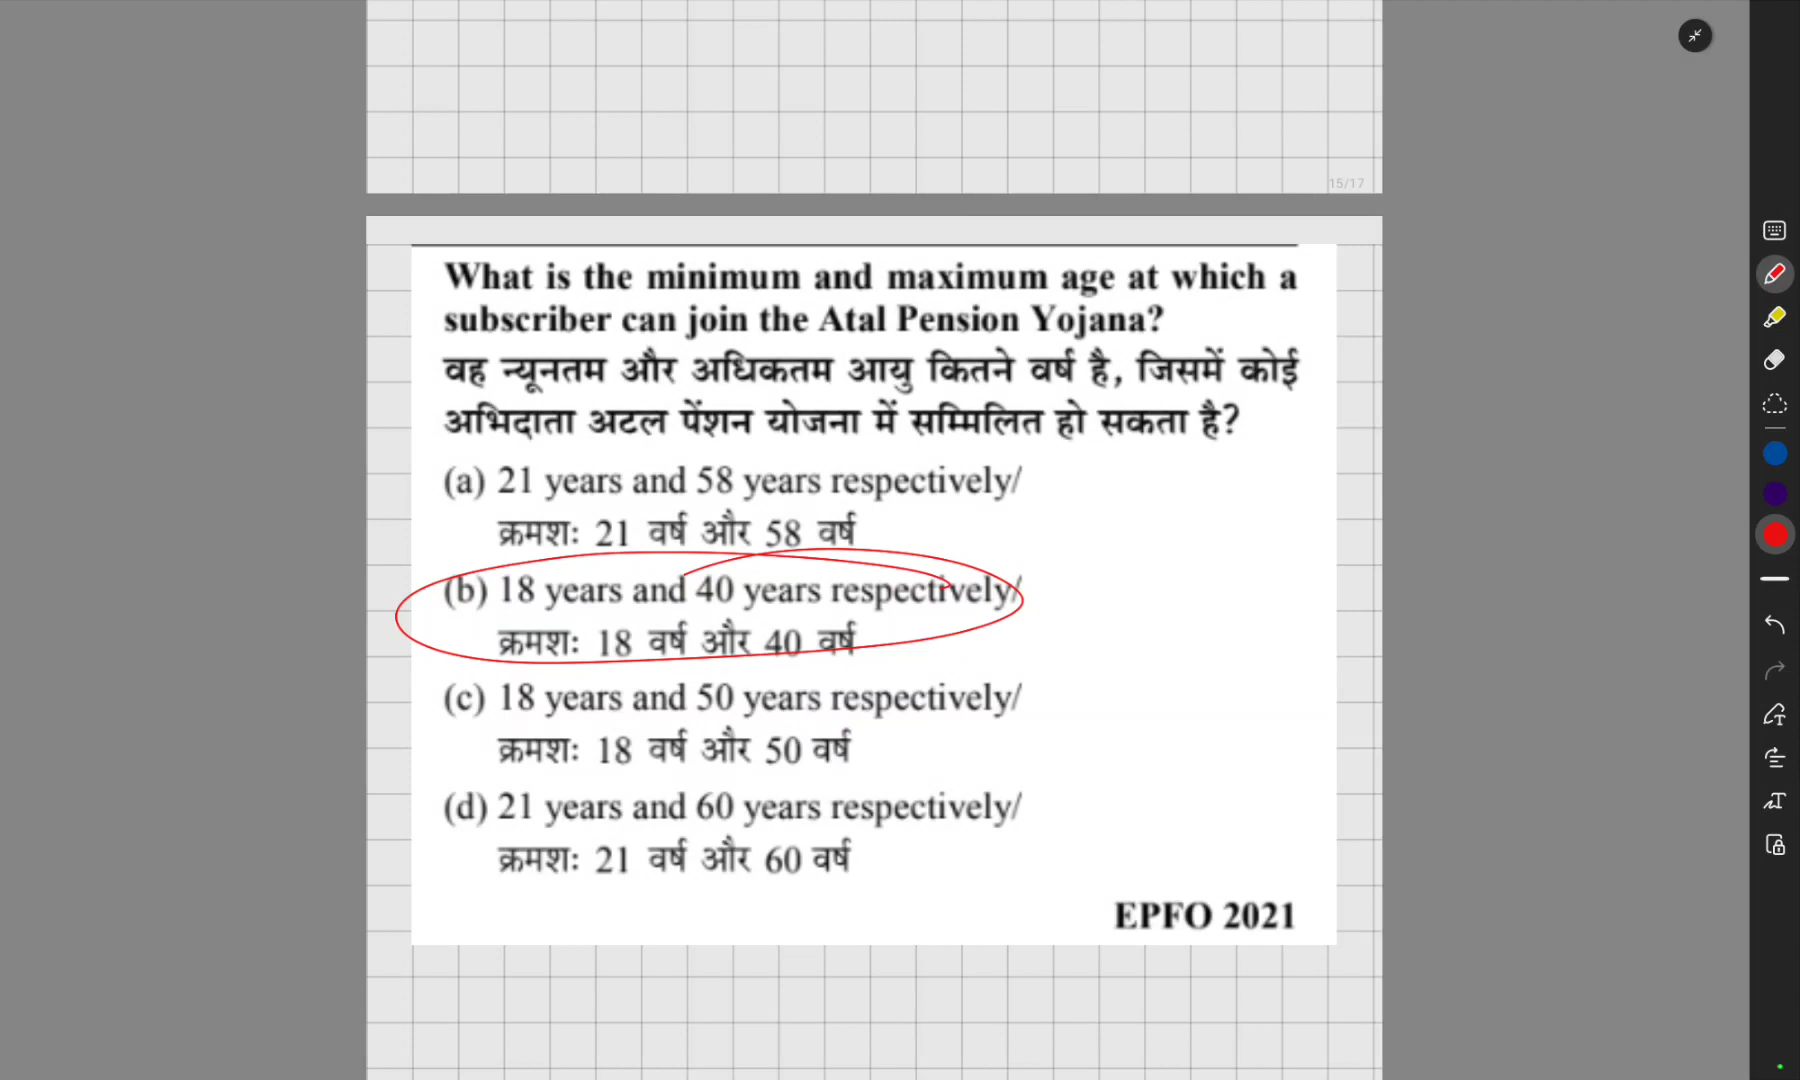 15/17
What is the minimum and maximum age at which a
subscriber can join the Atal Pension Yojana?
वह न्यूनतम और अधिकतम आयु कितने वर्ष है, जिसमें कोई
अभिदाता अटल पेंशन योजना में सम्मिलित हो सकता है?
(a) 21 years and 58 years respectively/
क्रमशः 21 वर्ष और 58 वर्ष
(b) 18 years and 40 years respectively/
क्रमशः 18 वर्ष और 40 वर्ष
(c) 18 years and 50 years respectively/
क्रमशः 18 वर्ष और 50 वर्ष
(d) 21 years and 60 years respectively/
क्रमशः 21 वर्ष और 60 वर्ष
EPFO 2021